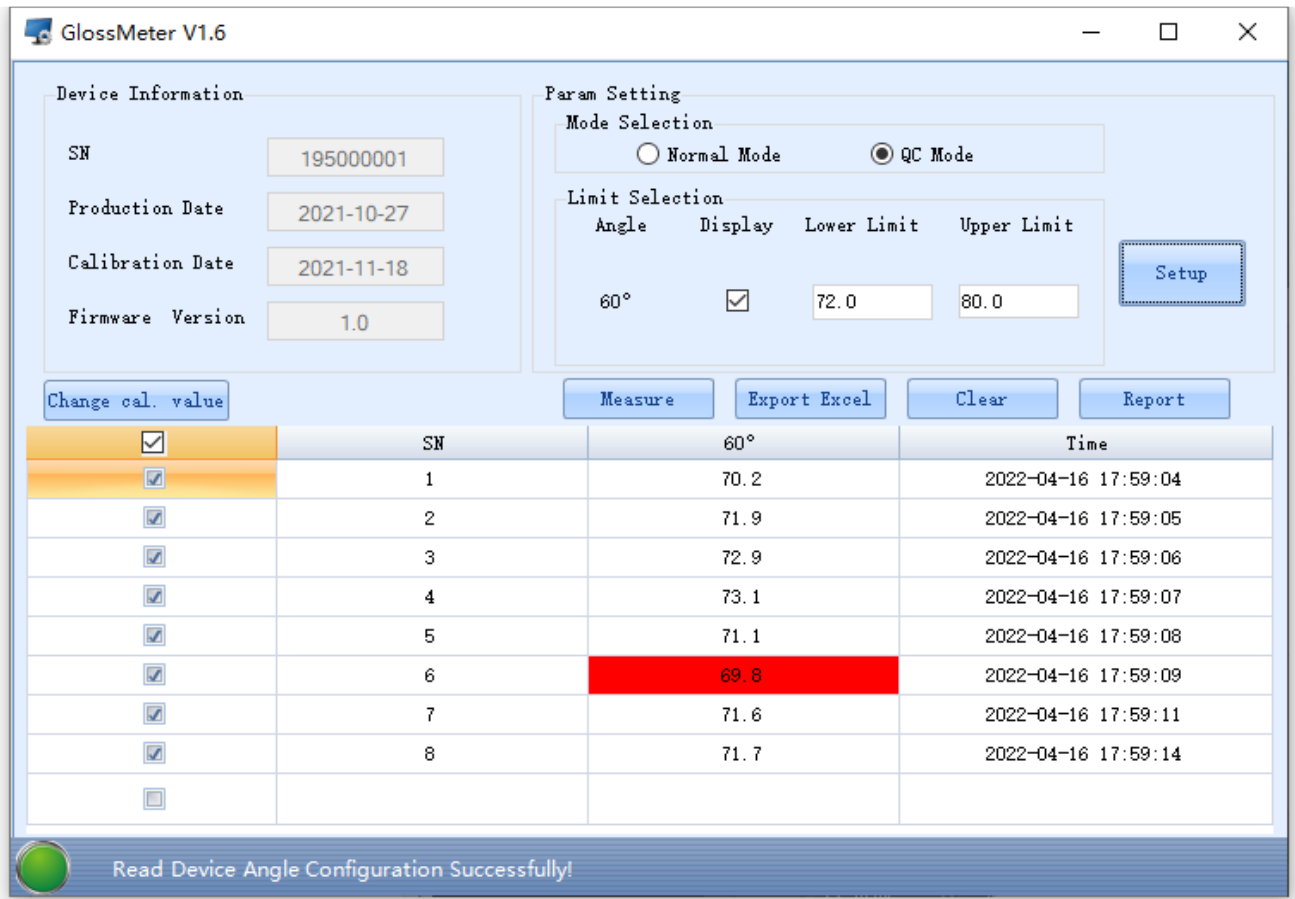 GlossMeter V1.6
Device Information
SN 195000001
Production Date 2021-10-27
Calibration Date 2021-11-18
Firmware Version 1.0
Param Setting
Mode Selection
Normal Mode QC Mode
Limit Selection
Angle Display Lower Limit Upper Limit
60° 72.0 80.0
Setup
Change cal. value Measure Export Excel Clear Report
SN 60° Time
1 70.2 2022-04-16 17:59:04
2 71.9 2022-04-16 17:59:05
3 72.9 2022-04-16 17:59:06
4 73.1 2022-04-16 17:59:07
5 71.1 2022-04-16 17:59:08
6 69.8 2022-04-16 17:59:09
7 71.6 2022-04-16 17:59:11
8 71.7 2022-04-16 17:59:14
Read Device Angle Configuration Successfully!